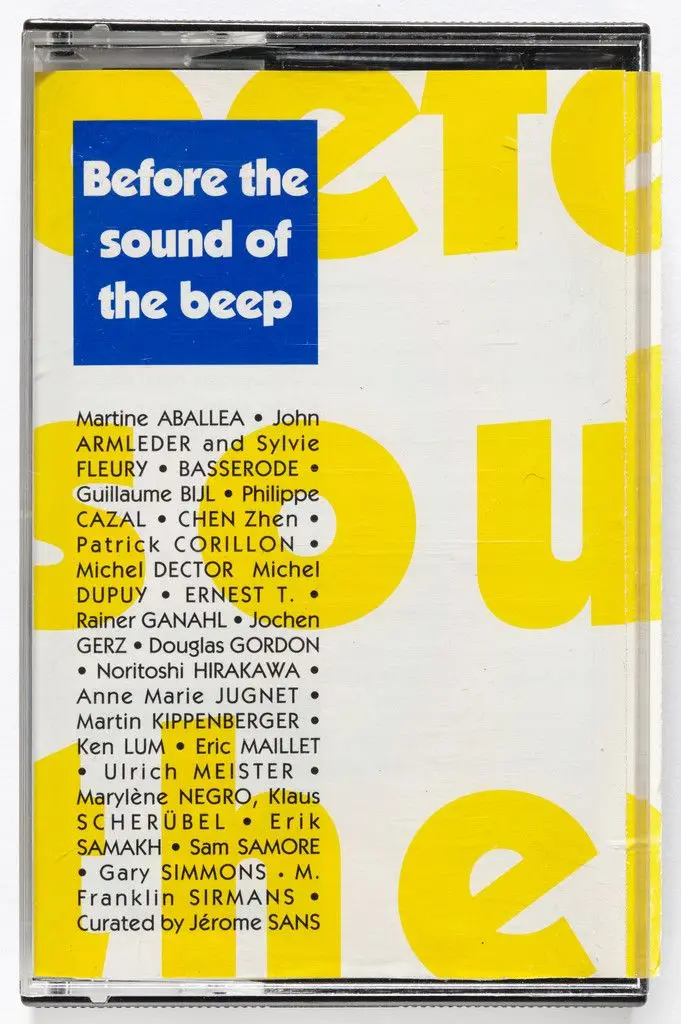 Before the
sound of
the beep
Martine ABALLEA • John
ARMLEDER and Sylvie
FLEURY • BASSERODE •
Guillaume BIJL • Philippe
CAZAL • CHEN Zhen •
Patrick CORILLON •
Michel DECTOR Michel
DUPUY • ERNEST T. •
Rainer GANAHL • Jochen
GERZ • Douglas GORDON
• Noritoshi HIRAKAWA •
Anne Marie JUGNET •
Martin KIPPENBERGER •
Ken LUM • Eric MAILLET
• Ulrich MEISTER •
Marylène NEGRO, Klaus
SCHERÜBEL • Erik
SAMAKH • Sam SAMORE
• Gary SIMMONS . M.
Franklin SIRMANS •
Curated by Jérome SANS
sou
the